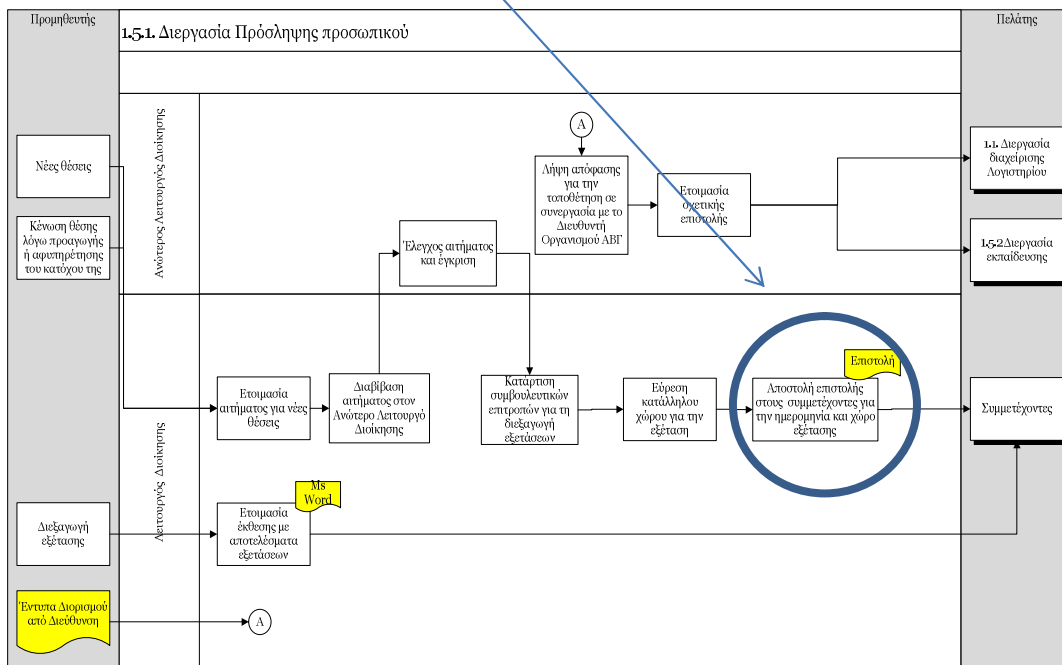 Προμηθευτής
1.5.1. Διεργασία Πρόσληψης προσωπικού
Πελάτης
Ανώτερος Λειτουργό Διοίκησης
Νέες θέσεις
Κένωση θέσης
λόγω προαγωγής
ή αφυπηρέτησης
του κατόχου της
A
Λήψη απόφασης
για την
τοποθέτηση σε
συνεργασία με το
Διευθυντή
Οργανισμού ΑΒΓ
Ετοιμασία
σχετικής
επιστολής
1.1. Διεργασία
διαχείρισης
Λογιστηρίου
1.5.2Διεργασία
εκπαίδευσης
Έλεγχος αιτήματος
και έγκριση
Λειτουργός Διοίκησης
Ετοιμασία
αιτήματος για νέες
θέσεις
Διαβίβαση
αιτήματος στον
Ανώτερο Λειτουργό
Διοίκησης
Κατάρτιση
συμβουλευτικών
επιτροπών για τη
διεξαγωγή
εξετάσεων
Εύρεση
κατάλληλου
χώρου για την
εξέταση
Επιστολή
Αποστολή επιστολής
στους συμμετέχοντες για
την ημερομηνία και χώρο
εξέτασης
Συμμετέχοντες
Διεξαγωγή
εξέτασης
Ms
Word
Ετοιμασία
έκθεσης με
αποτελέσματα
εξετάσεων
Έντυπα Διορισμού
από Διεύθυνση
A